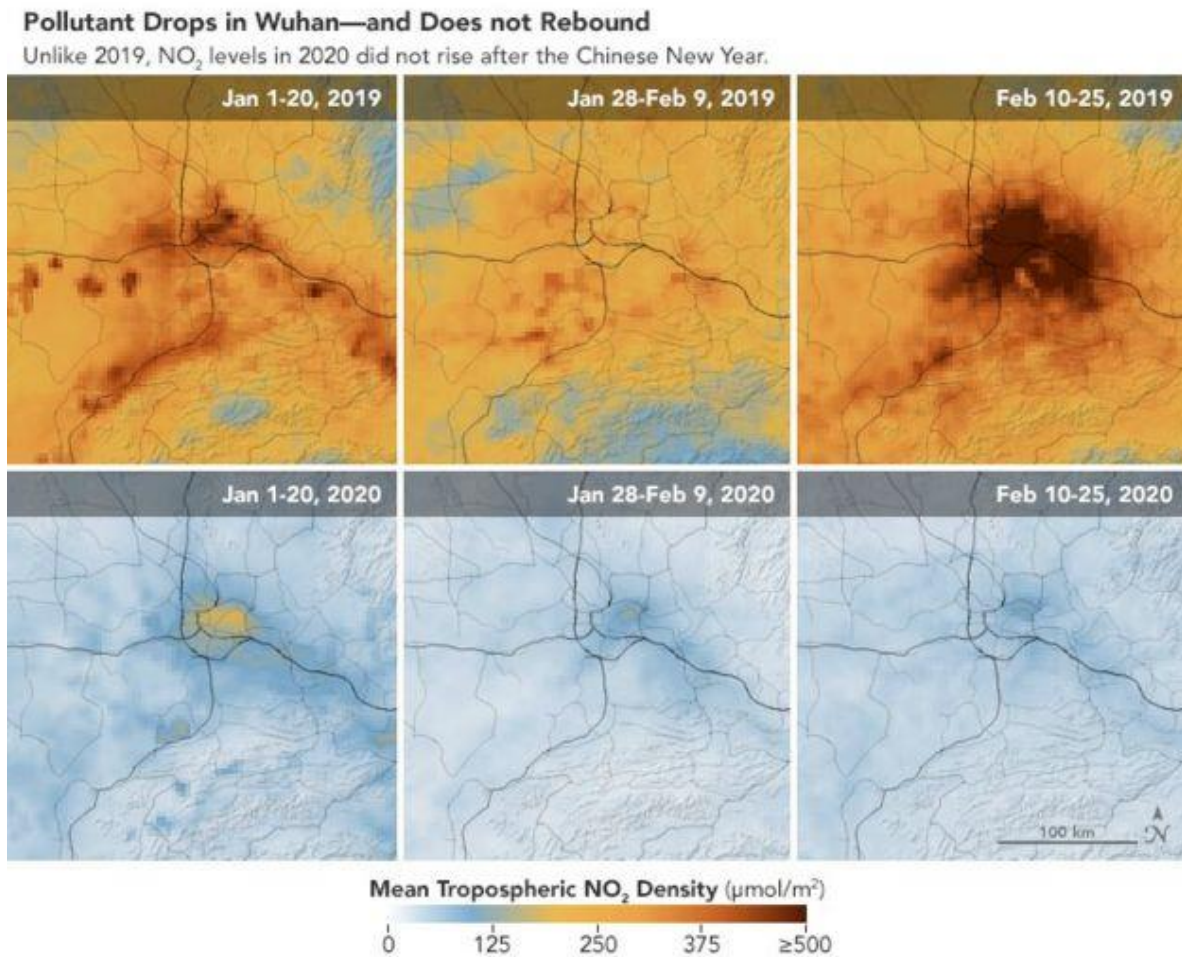 Pollutant Drops in Wuhan—and Does not Rebound
Unlike 2019, NO₂ levels in 2020 did not rise after the Chinese New Year.
Jan 1-20, 2019
Jan 28-Feb 9, 2019
Feb 10-25, 2019
Jan 1-20, 2020
Jan 28-Feb 9, 2020
Feb 10-25, 2020
100 km
N
Mean Tropospheric NO₂ Density (μmol/m²)
0 125 250 375 ≥500